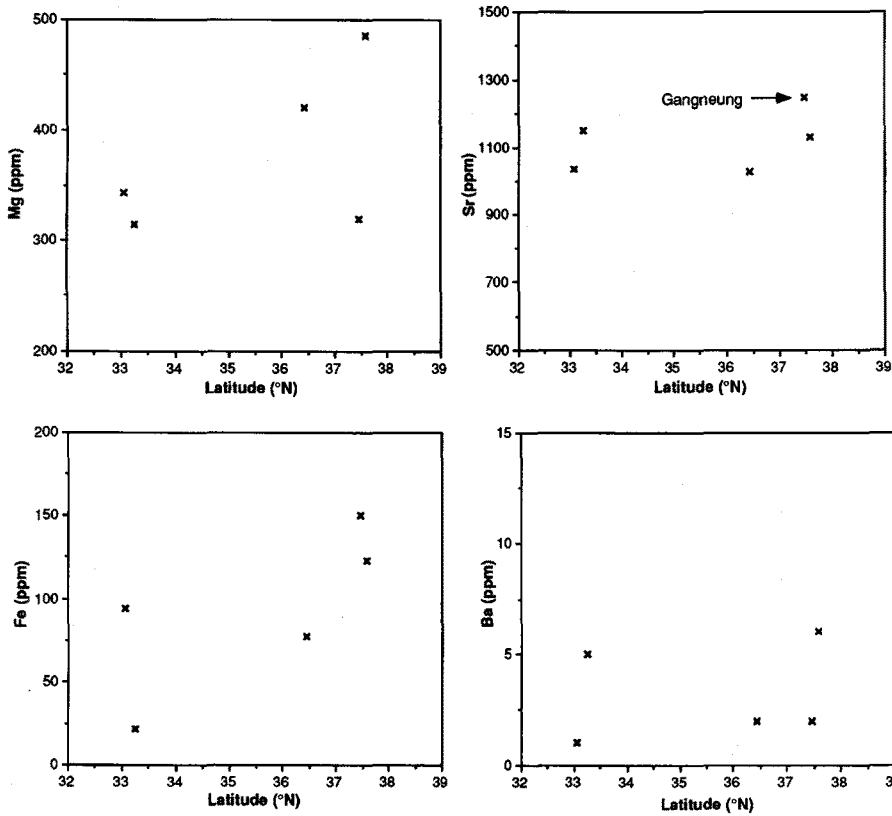 500
400
300
200
Mg (ppm)
32 33 34 35 36 37 38 39
Latitude (°N)
1500
1300
1100
900
700
500
Sr (ppm)
Gangneung
32 33 34 35 36 37 38 39
Latitude (°N)
200
150
100
50
0
Fe (ppm)
32 33 34 35 36 37 38 39
Latitude (°N)
15
10
5
0
Ba (ppm)
32 33 34 35 36 37 38
Latitude (°N)